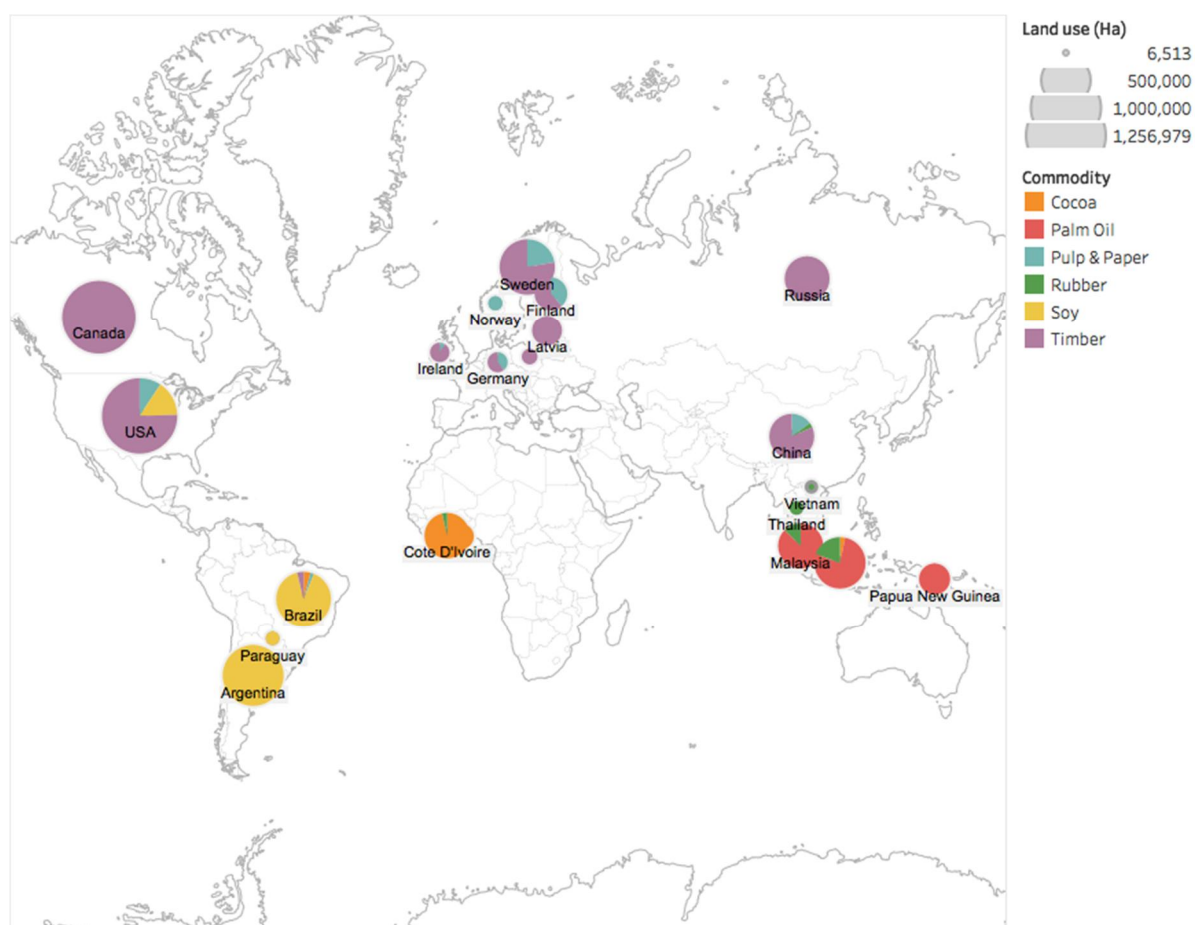 Land use (Ha)
6,513
500,000
1,000,000
1,256,979
Commodity
Cocoa
Palm Oil
Pulp & Paper
Rubber
Soy
Timber
Sweden
Russia
Finland
Norway
Canada
Latvia
Ireland
Germany
USA
China
Vietnam
Thailand
Cote D'Ivoire
Malaysia
Papua New Guinea
Brazil
Paraguay
Argentina